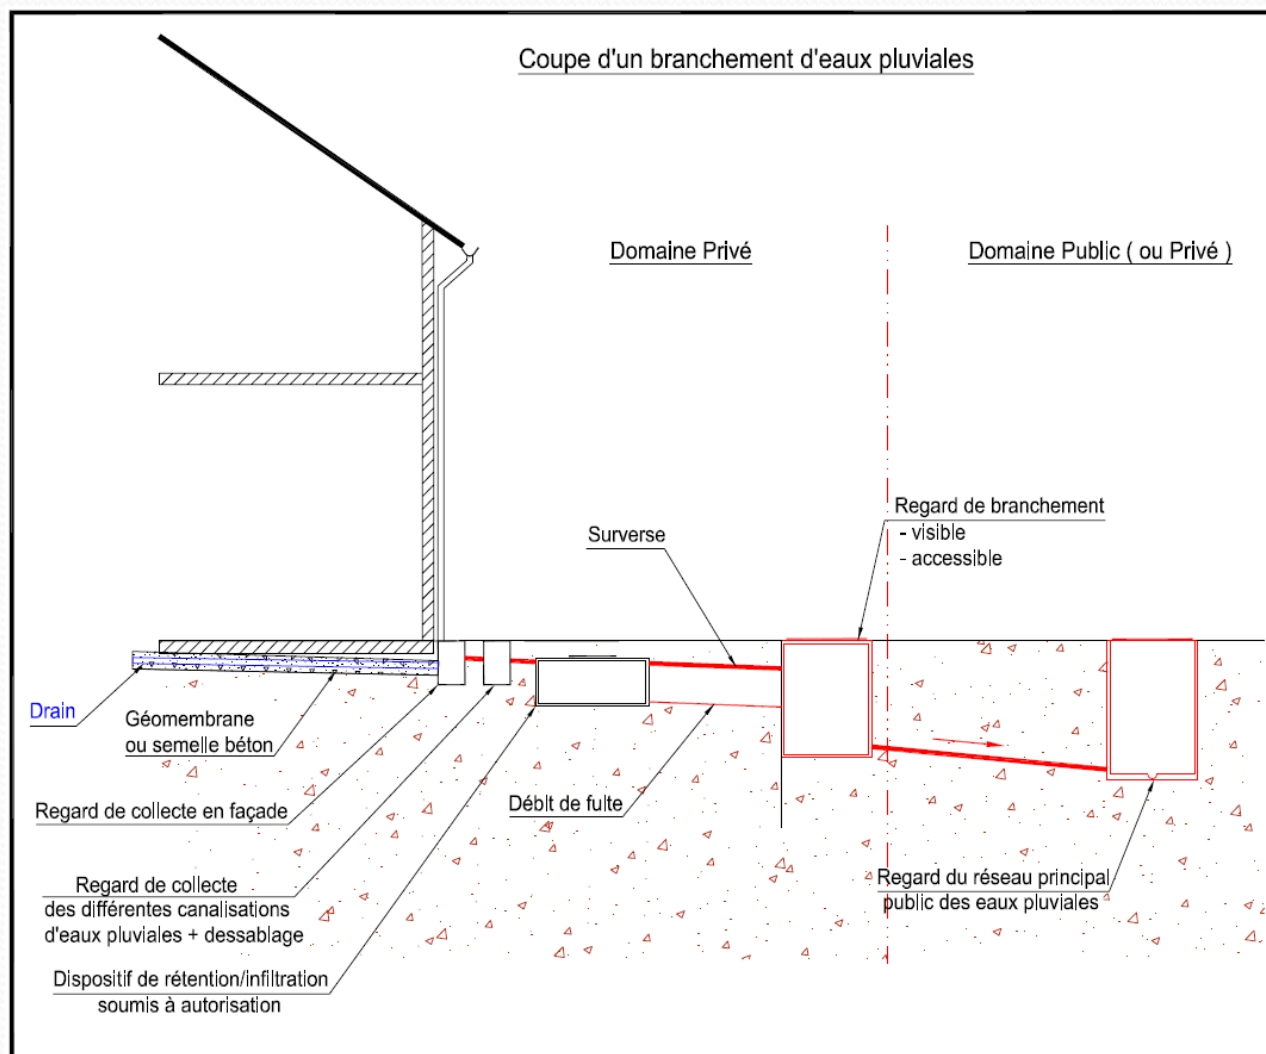 Coupe d'un branchement d'eaux pluviales
Domaine Privé
Domaine Public ( ou Privé )
Regard de branchement
- visible
- accessible
Surverse
Drain
Géomembrane
ou semelle béton
Débit de fulte
Regard de collecte en façade
Regard de collecte
des différentes canalisations
d'eaux pluviales + dessablage
Regard du réseau principal
public des eaux pluviales
Dispositif de rétention/infiltration
soumis à autorisation